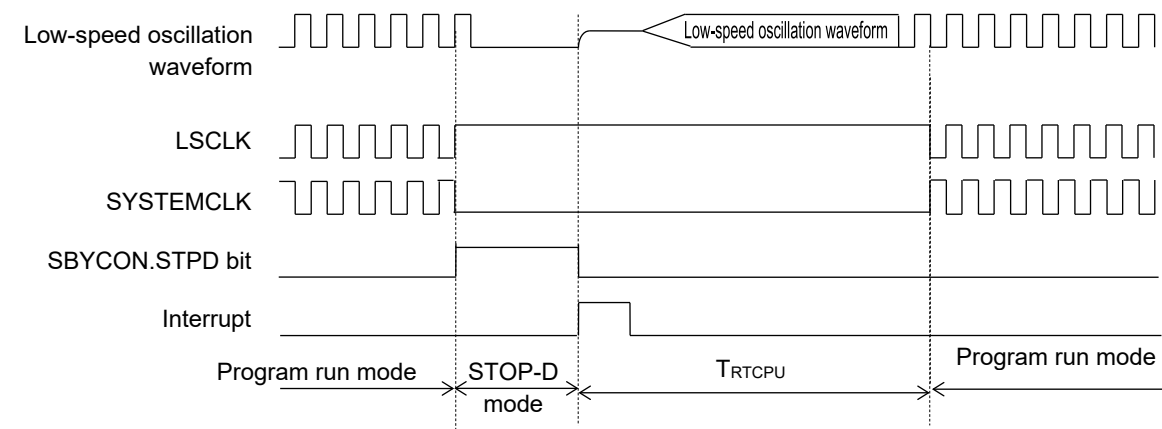 Low-speed oscillation
waveform
Low-speed oscillation waveform
LSCLK
SYSTEMCLK
SBYCON.STPD bit
Interrupt
Program run mode
STOP-D
mode
TRTCPU
Program run mode